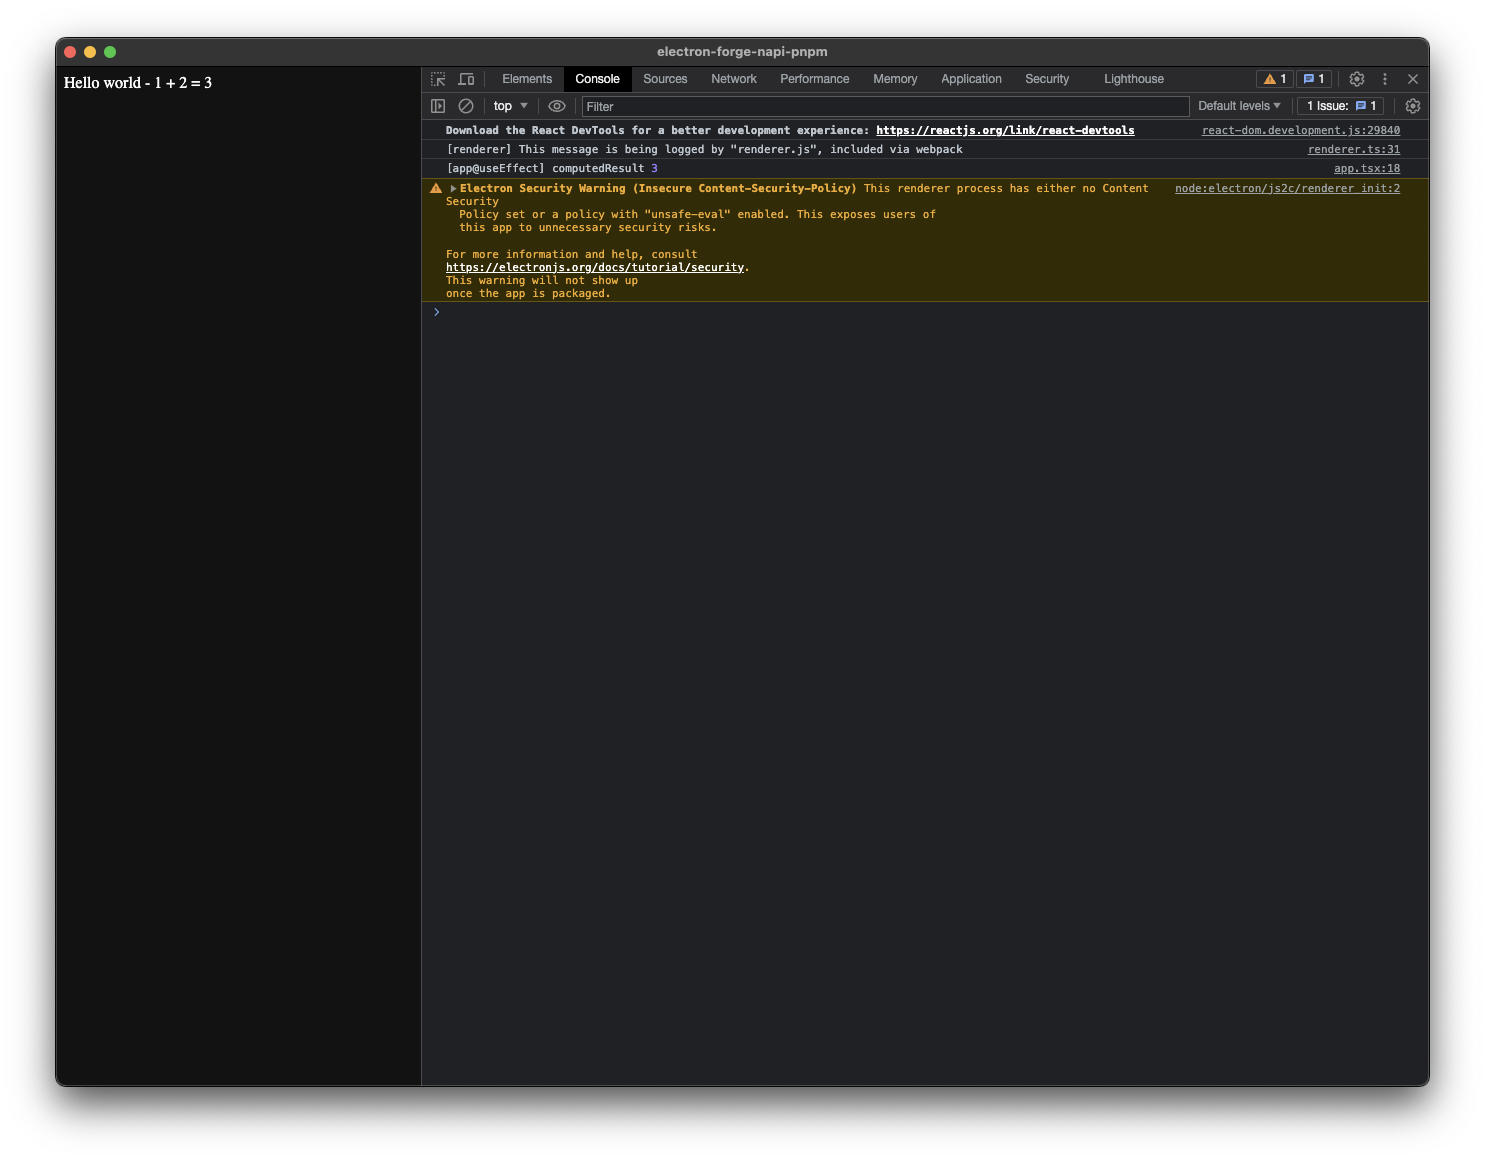 electron-forge-napi-pnpm
Hello world - 1 + 2 = 3
Elements Console Sources Network Performance Memory Application Security Lighthouse 1 1
top Filter Default levels 1 Issue: 1
Download the React DevTools for a better development experience: https://reactjs.org/link/react-devtools react-dom.development.js:29840
[renderer] This message is being logged by "renderer.js", included via webpack renderer.ts:31
[app@useEffect] computedResult 3 app.tsx:18
Electron Security Warning (Insecure Content-Security-Policy) This renderer process has either no Content node:electron/js2c/renderer_init:2
Security
Policy set or a policy with "unsafe-eval" enabled. This exposes users of
this app to unnecessary security risks.
For more information and help, consult
https://electronjs.org/docs/tutorial/security.
This warning will not show up
once the app is packaged.